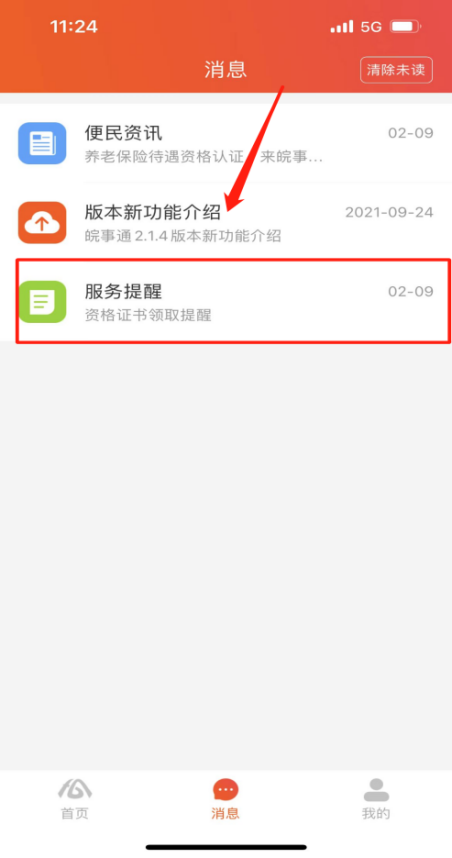 11:24
5G
消息
清除未读
便民资讯
02-09
养老保险待遇资格认证，来皖事...
版本新功能介绍
2021-09-24
皖事通2.1.4版本新功能介绍
服务提醒
02-09
资格证书领取提醒
首页
消息
我的